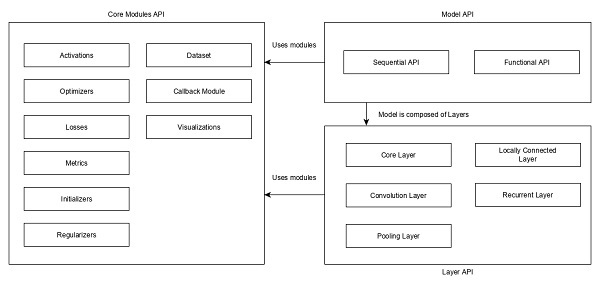 Core Modules API
Model API
Activations
Dataset
Optimizers
Callback Module
Losses
Visualizations
Metrics
Initializers
Regularizers
Uses modules
Sequential API
Functional API
Model is composed of Layers
Uses modules
Core Layer
Locally Connected
Layer
Convolution Layer
Recurrent Layer
Pooling Layer
Layer API